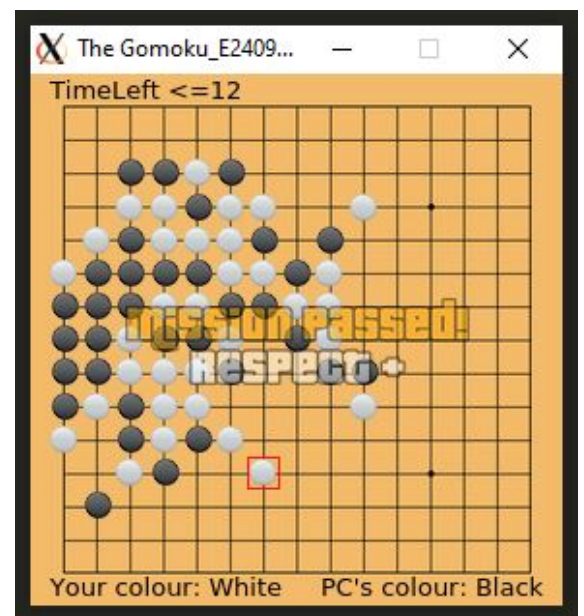 The Gomoku_E2409...
TimeLeft <=12
mission passed!
Respect +
Your colour: White PC's colour: Black